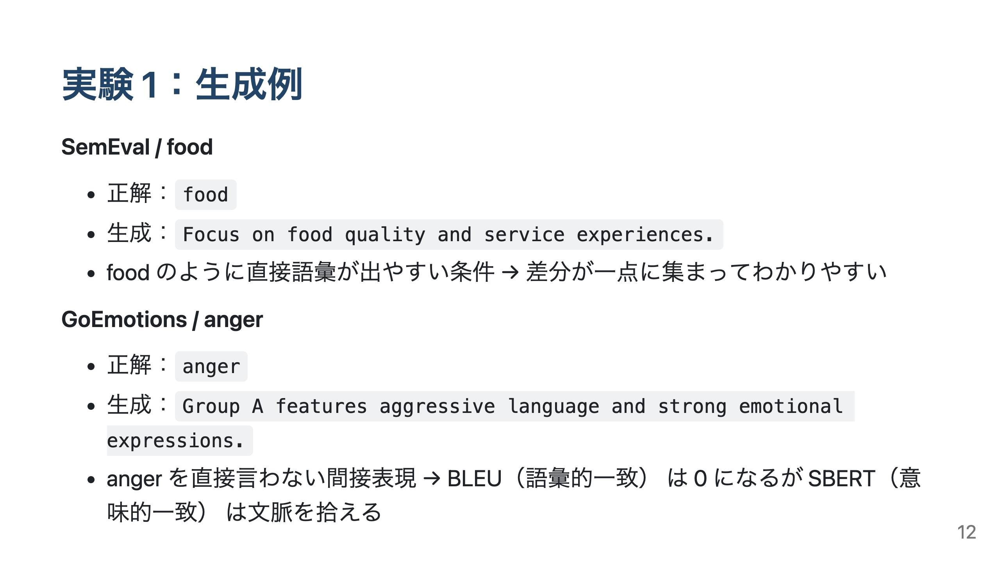 実験 1：生成例
SemEval / food
• 正解： food
• 生成： Focus on food quality and service experiences.
• food のように直接語彙が出やすい条件 → 差分が一点に集まってわかりやすい
GoEmotions / anger
• 正解： anger
• 生成： Group A features aggressive language and strong emotional
expressions.
• anger を直接言わない間接表現 → BLEU（語彙的一致） は 0 になるが SBERT（意
味的一致） は文脈を拾える
12